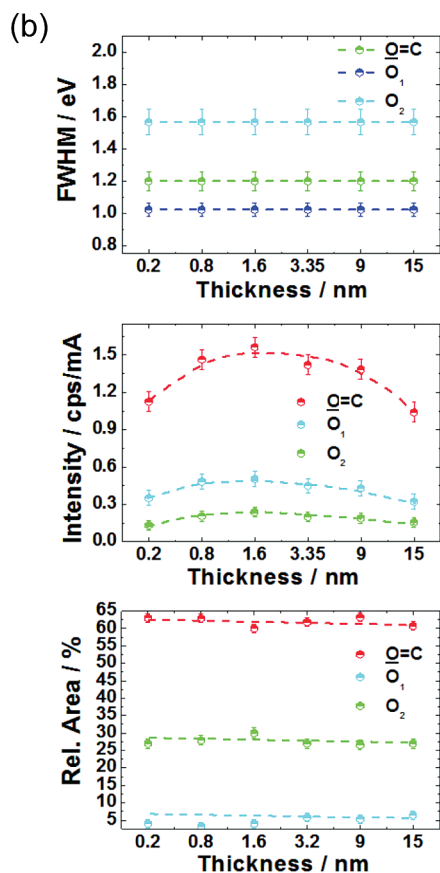 (b)
2.0
1.8
1.6
1.4
1.2
1.0
0.8
FWHM / eV
O=C
O1
O2
0.2 0.8 1.6 3.35 9 15
Thickness / nm
1.5
1.2
0.9
0.6
0.3
0.0
Intensity / cps/mA
O=C
O1
O2
0.2 0.8 1.6 3.35 9 15
Thickness / nm
65
60
55
50
45
40
35
30
25
20
15
10
5
Rel. Area / %
O=C
O1
O2
0.2 0.8 1.6 3.2 9 15
Thickness / nm